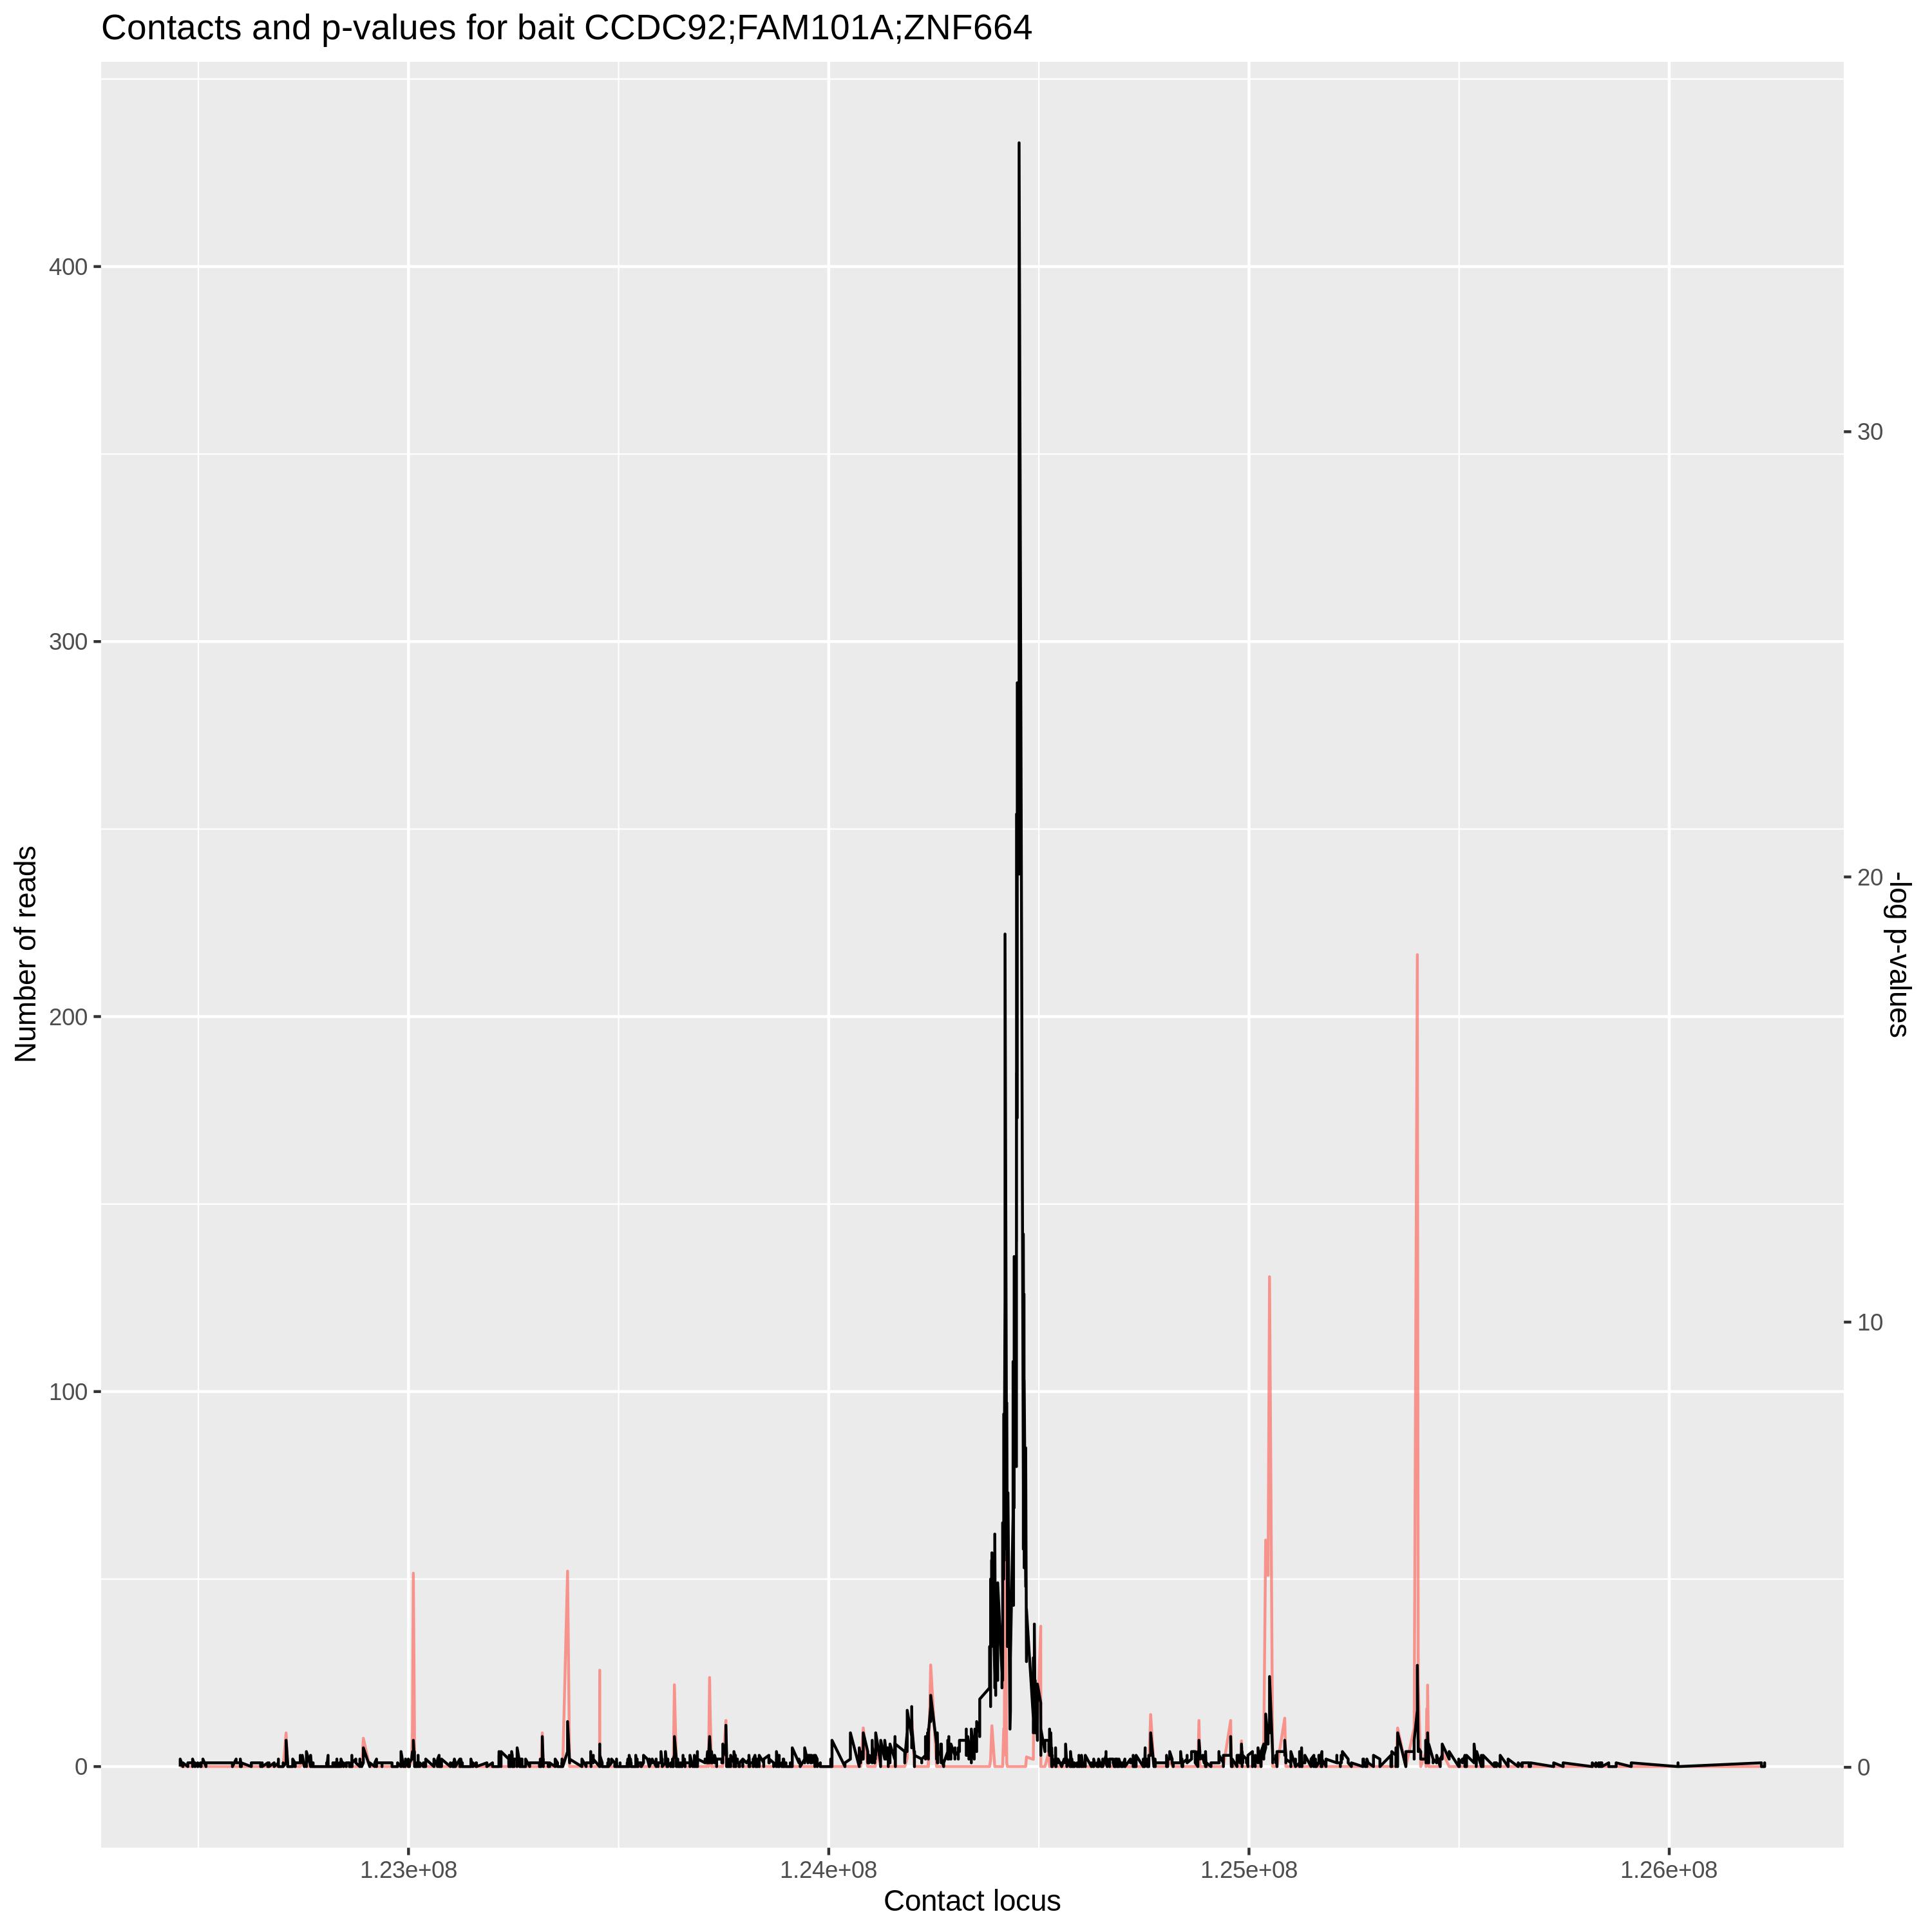 Contacts and p-values for bait CCDC92;FAM101A;ZNF664
Number of reads
400
300
200
100
0
30
20
10
0
-log p-values
1.23e+08
1.24e+08
1.25e+08
1.26e+08
Contact locus